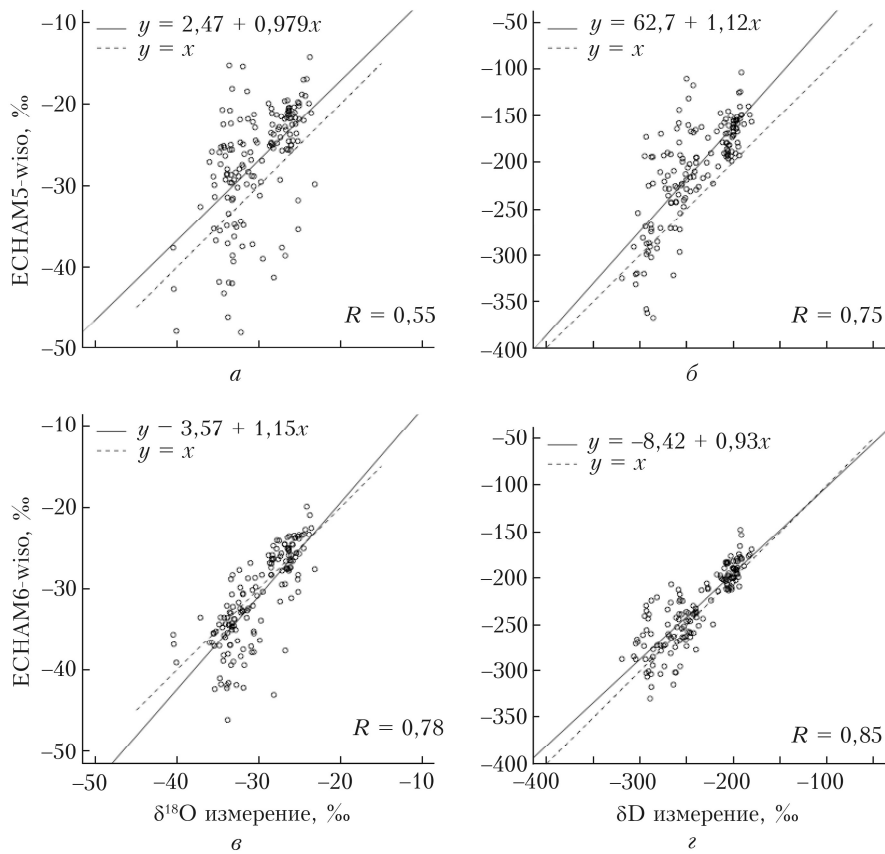 ECHAM5-wiso, ‰
−10
−20
−30
−40
−50
y = 2,47 + 0,979x
y = x
R = 0,55
а
−50
−100
−150
−200
−250
−300
−350
−400
y = 62,7 + 1,12x
y = x
R = 0,75
б
ECHAM6-wiso, ‰
−10
−20
−30
−40
−50
y − 3,57 + 1,15x
y = x
R = 0,78
−50
−40
−30
−20
−10
δ¹⁸O измерение, ‰
в
−50
−100
−150
−200
−250
−300
−350
−400
y = −8,42 + 0,93x
y = x
R = 0,85
−400
−300
−200
−100
δD измерение, ‰
г